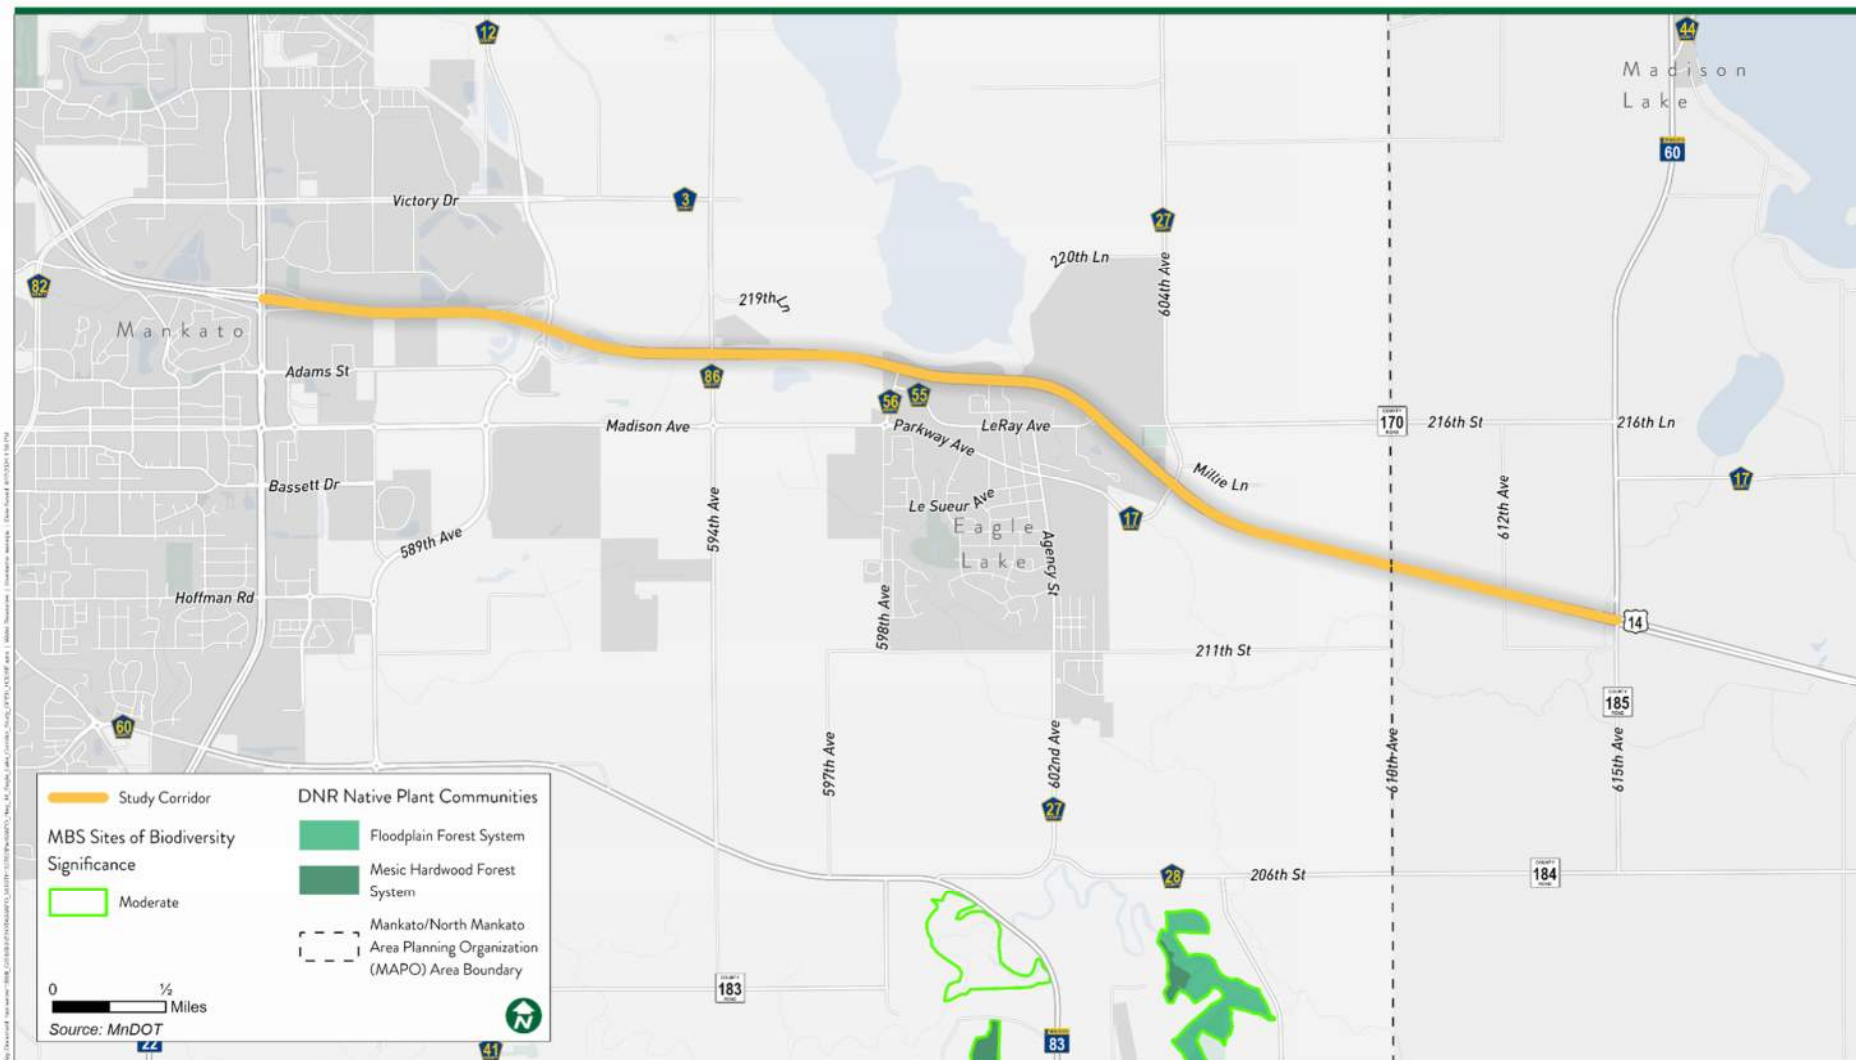 12
44
Madison
Lake
60
Victory Dr
3
27
220th Ln
604th Ave
82
219th Ln
Mankato
Adams St
86
56
55
170
216th St
216th Ln
Madison Ave
Parkway Ave
LeRay Ave
Millie Ln
17
Bassett Dr
594th Ave
Le Sueur Ave
17
612th Ave
589th Ave
Eagle
Lake
Agency St
Hoffman Rd
598th Ave
14
211th St
185
60
597th Ave
602nd Ave
610th Ave
615th Ave
27
28
206th St
184
183
83
22
41
Study Corridor
MBS Sites of Biodiversity
Significance
Moderate
DNR Native Plant Communities
Floodplain Forest System
Mesic Hardwood Forest
System
Mankato/North Mankato
Area Planning Organization
(MAPO) Area Boundary
0 ½
Miles
Source: MnDOT
N